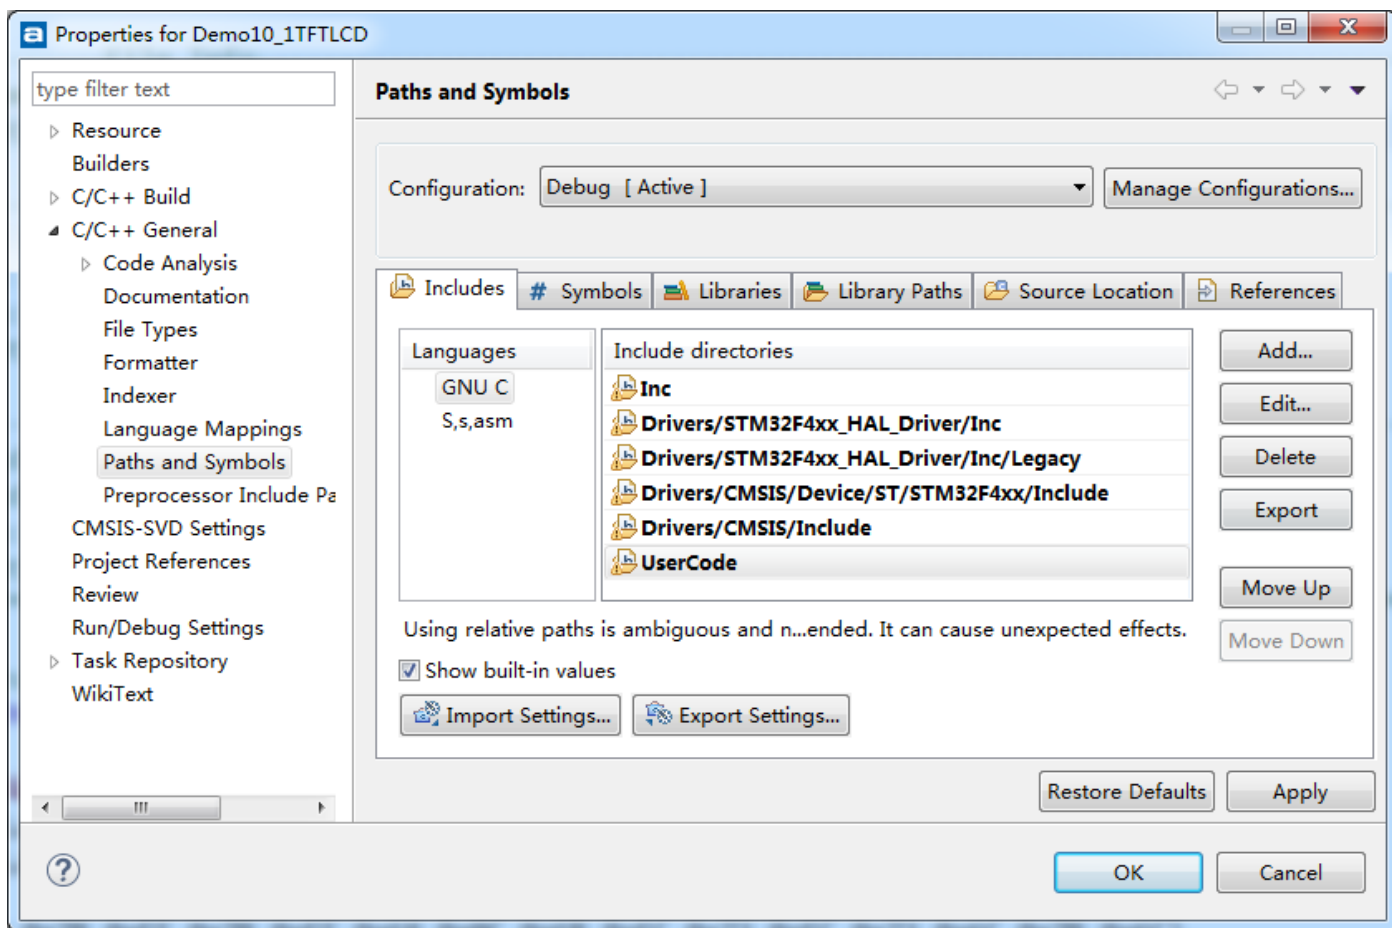 Properties for Demo10_1TFTLCD
type filter text
Resource
Builders
C/C++ Build
C/C++ General
Code Analysis
Documentation
File Types
Formatter
Indexer
Language Mappings
Paths and Symbols
Preprocessor Include Pa
CMSIS-SVD Settings
Project References
Review
Run/Debug Settings
Task Repository
WikiText
Paths and Symbols
Configuration: Debug [ Active ] Manage Configurations...
Includes # Symbols Libraries Library Paths Source Location References
Languages
GNU C
S,s,asm
Include directories
Inc
Drivers/STM32F4xx_HAL_Driver/Inc
Drivers/STM32F4xx_HAL_Driver/Inc/Legacy
Drivers/CMSIS/Device/ST/STM32F4xx/Include
Drivers/CMSIS/Include
UserCode
Add...
Edit...
Delete
Export
Move Up
Move Down
Using relative paths is ambiguous and n...ended. It can cause unexpected effects.
Show built-in values
Import Settings... Export Settings...
Restore Defaults Apply
? OK Cancel